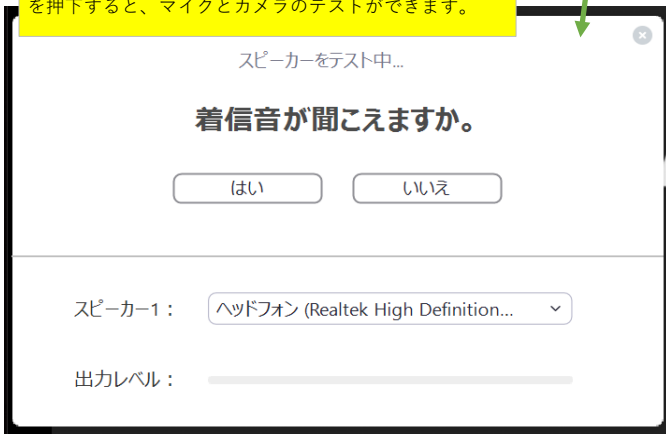 を押下すると、マイクとカメラのテストができます。
スピーカーをテスト中...
着信音が聞こえますか。
はい
いいえ
スピーカー1：
ヘッドフォン (Realtek High Definition...
出力レベル：